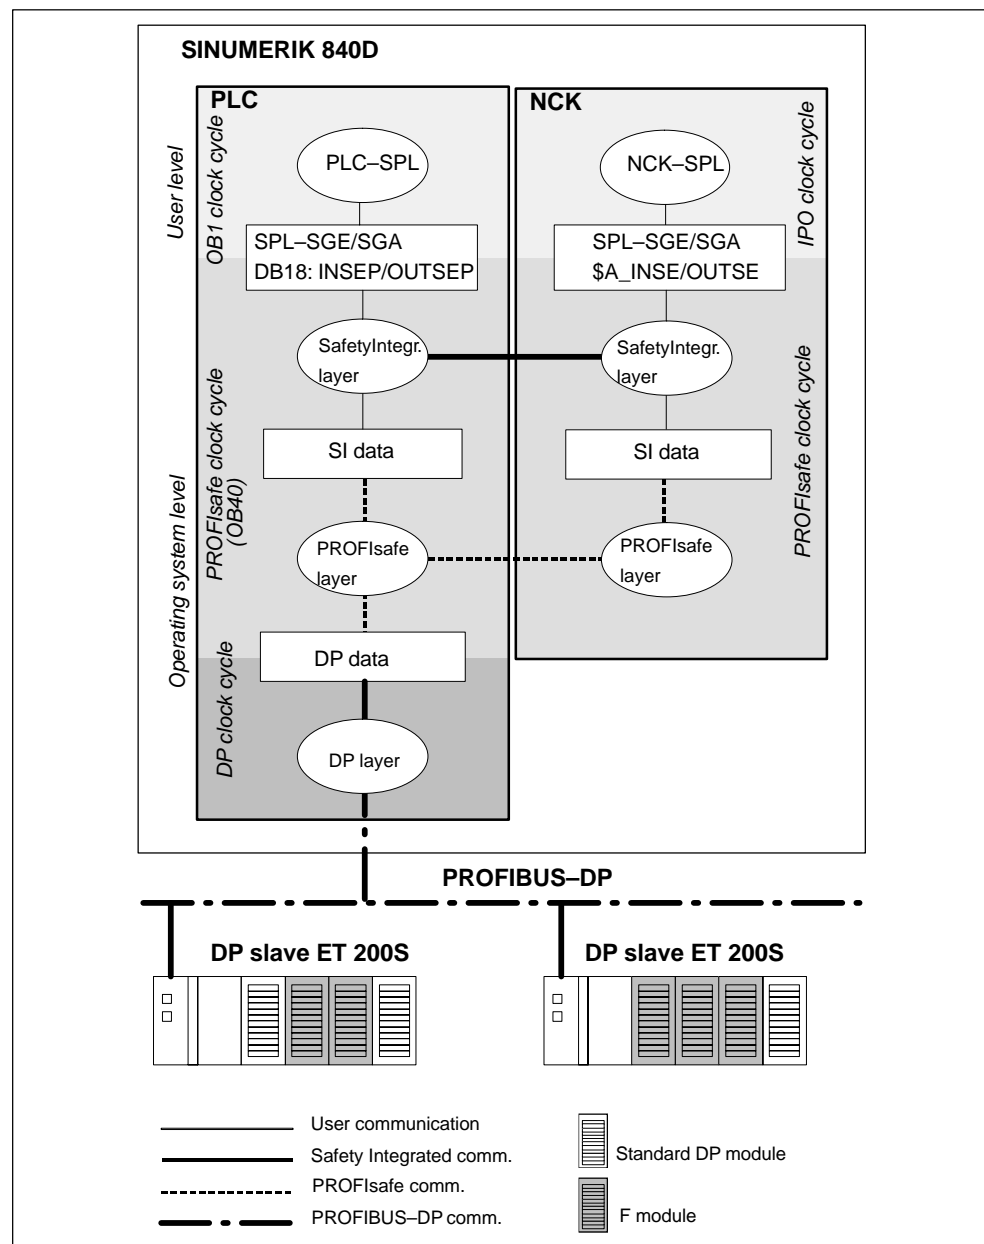 SINUMERIK 840D
PLC
NCK
User level
OB1 clock cycle
IPO clock cycle
PLC–SPL
NCK–SPL
SPL–SGE/SGA
DB18: INSEP/OUTSEP
SPL–SGE/SGA
$A_INSE/OUTSE
SafetyIntegr.
layer
SafetyIntegr.
layer
Operating system level
PROFIsafe clock cycle
(OB40)
PROFIsafe clock cycle
SI data
SI data
PROFIsafe
layer
PROFIsafe
layer
DP clock cycle
DP data
DP layer
PROFIBUS–DP
DP slave ET 200S
DP slave ET 200S
User communication
Safety Integrated comm.
PROFIsafe comm.
PROFIBUS–DP comm.
Standard DP module
F module